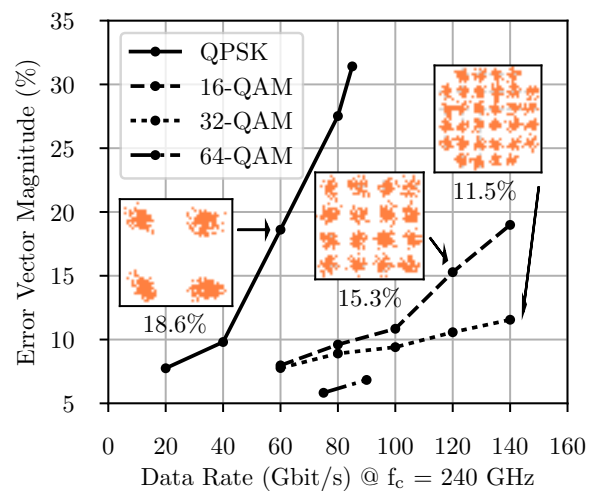 35
30
25
20
15
10
5
Error Vector Magnitude (%)
QPSK
16-QAM
32-QAM
64-QAM
18.6%
15.3%
11.5%
0 20 40 60 80 100 120 140 160
Data Rate (Gbit/s) @ f_c = 240 GHz